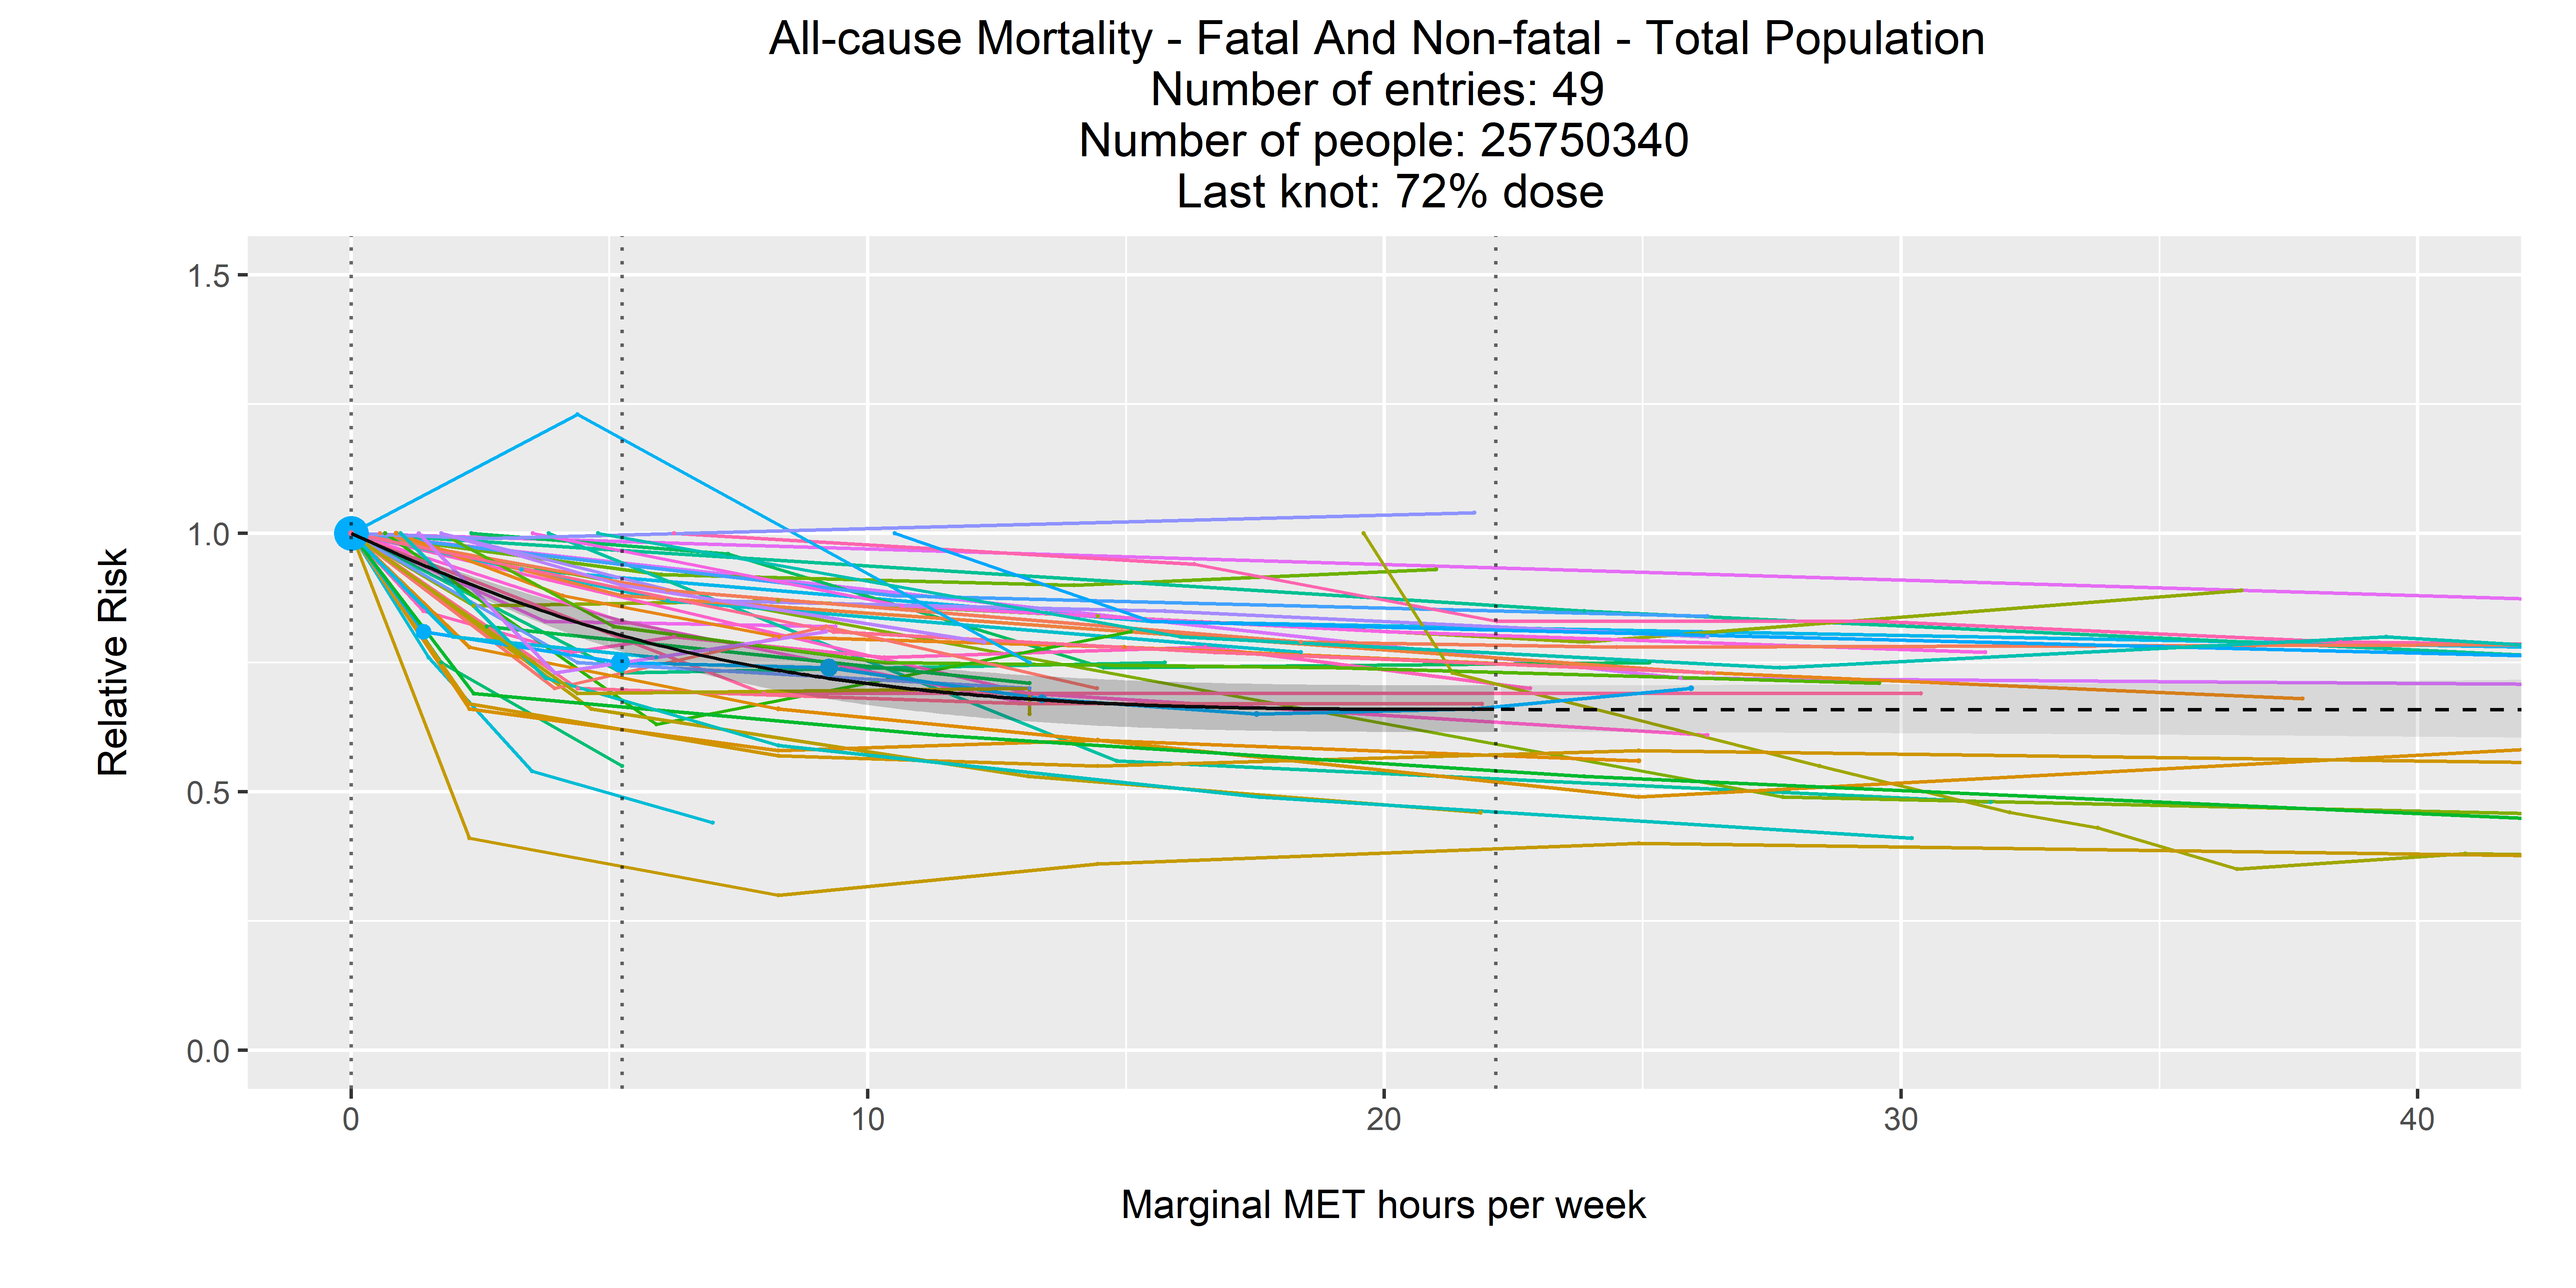 All-cause Mortality - Fatal And Non-fatal - Total Population
Number of entries: 49
Number of people: 25750340
Last knot: 72% dose
1.5
1.0
0.5
0.0
Relative Risk
0 10 20 30 40
Marginal MET hours per week